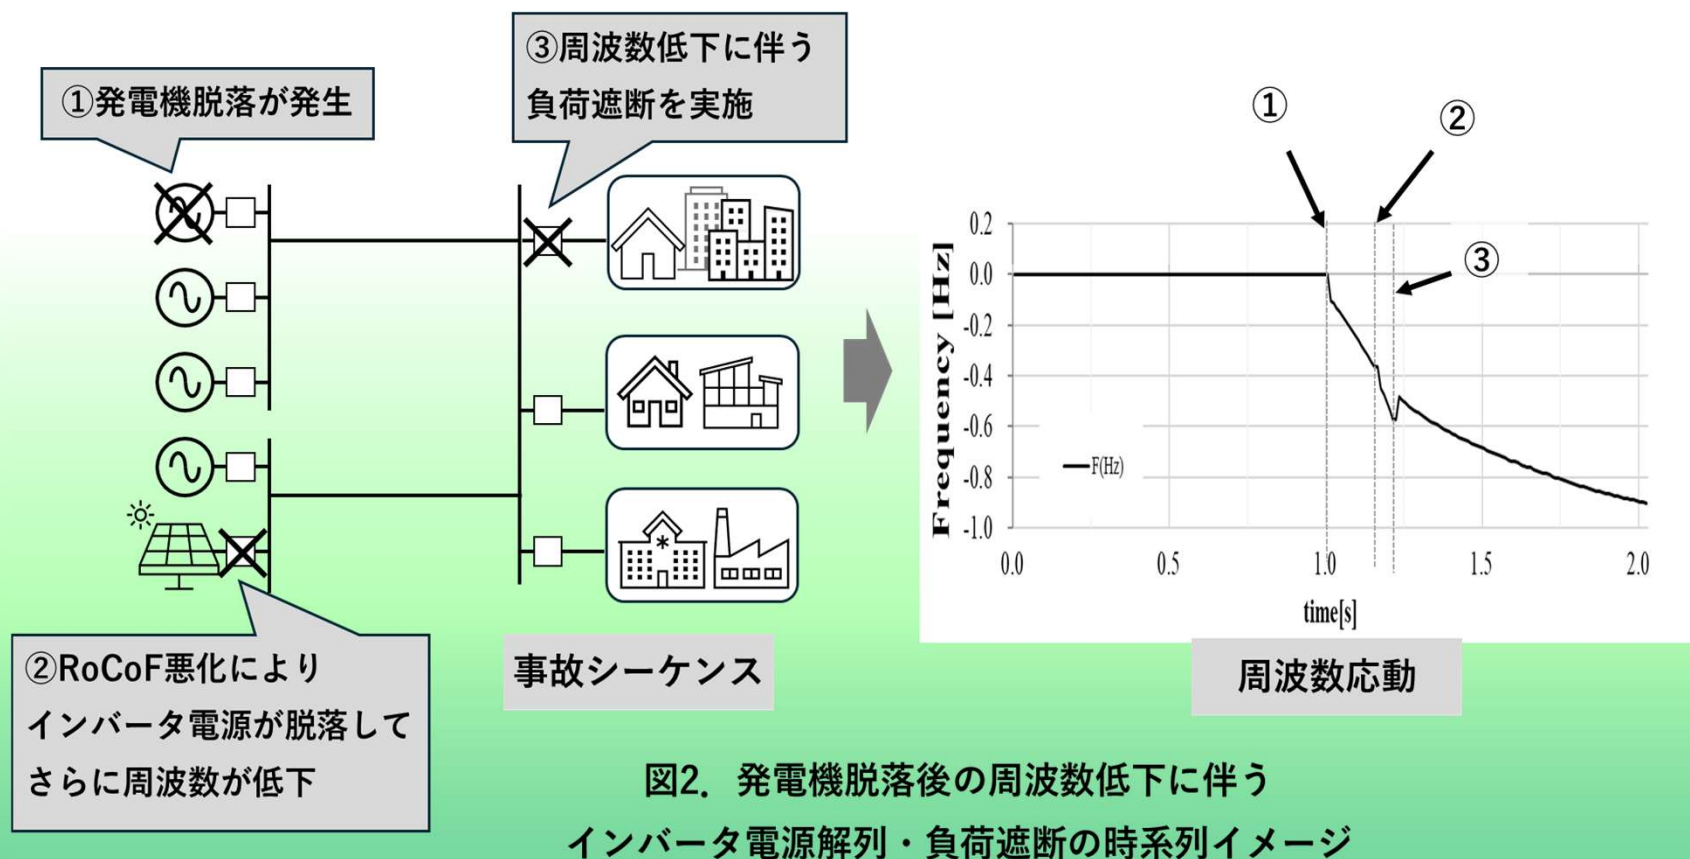 ①発電機脱落が発生
③周波数低下に伴う
負荷遮断を実施
②RoCoF悪化により
インバータ電源が脱落して
さらに周波数が低下
事故シーケンス
①
②
③
Frequency [Hz]
0.2
0.0
-0.2
-0.4
-0.6
-0.8
-1.0
F(Hz)
0.0 0.5 1.0 1.5 2.0
time[s]
周波数応動
図2. 発電機脱落後の周波数低下に伴う
インバータ電源解列・負荷遮断の時系列イメージ